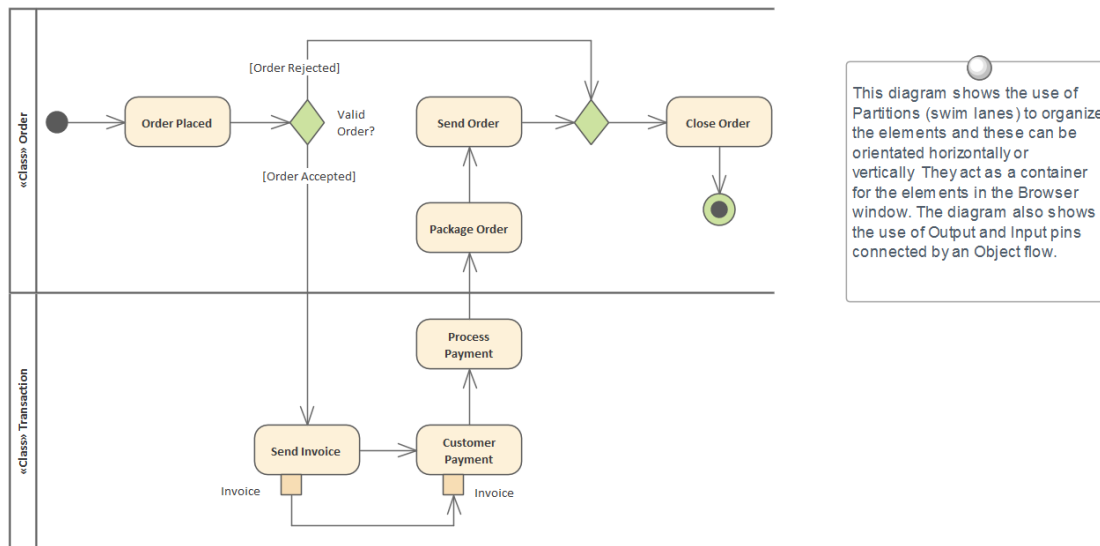 «Class» Order
[Order Rejected]
Order Placed
Valid
Order?
Send Order
Close Order
[Order Accepted]
Package Order
«Class» Transaction
Process
Payment
Send Invoice
Customer
Payment
Invoice
Invoice
This diagram shows the use of
Partitions (swim lanes) to organize
the elements and these can be
orientated horizontally or
vertically They act as a container
for the elements in the Browser
window. The diagram also shows
the use of Output and Input pins
connected by an Object flow.